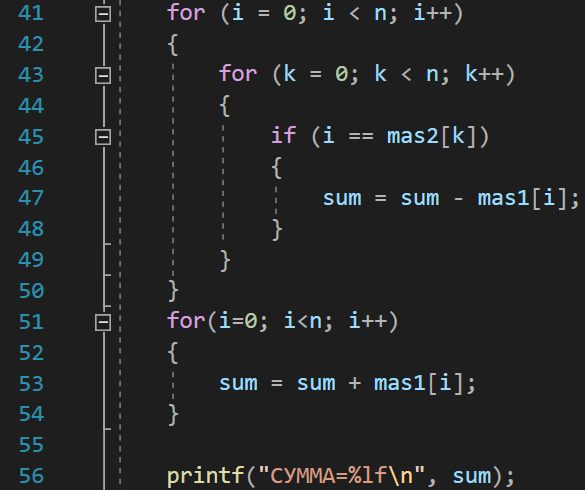 41 for (i = 0; i < n; i++)
42 {
43 for (k = 0; k < n; k++)
44 {
45 if (i == mas2[k])
46 {
47 sum = sum - mas1[i];
48 }
49 }
50 }
51 for(i=0; i<n; i++)
52 {
53 sum = sum + mas1[i];
54 }
55
56 printf("СУММА=%lf\n", sum);